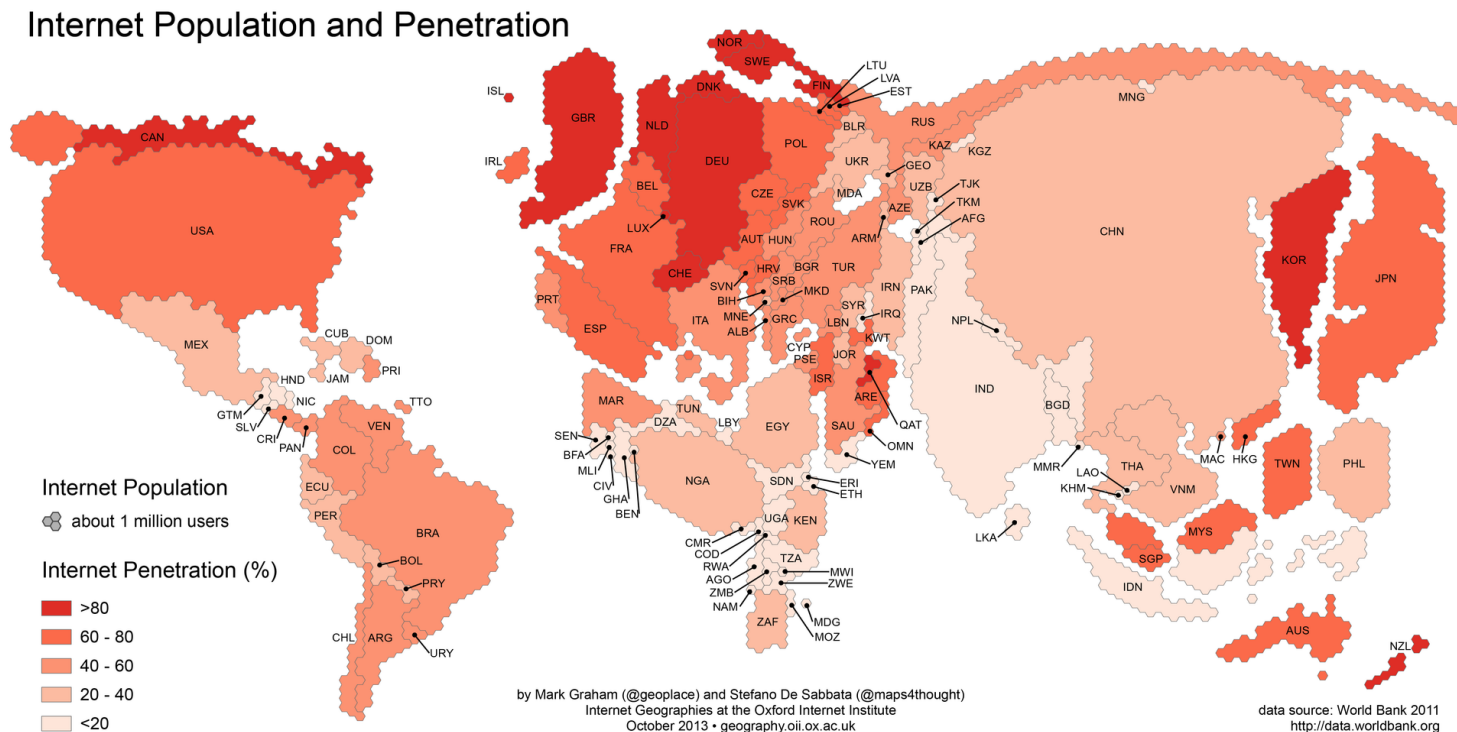 Internet Population and Penetration
NOR
SWE
LTU
LVA
EST
ISL
DNK
FIN
MNG
CAN
GBR
NLD
RUS
BLR
IRL
DEU
POL
UKR
KAZ
KGZ
GEO
BEL
CZE
MDA
UZB
TJK
TKM
AFG
SVK
AZE
USA
LUX
FRA
AUT
HUN
ROU
ARM
CHN
KOR
JPN
CHE
HRV
BGR
TUR
SVN
SRB
BIH
MKD
IRN
PAK
PRT
MNE
SYR
IRQ
ESP
ITA
ALB
GRC
LBN
KWT
NPL
MEX
CUB
DOM
CYP
PSE
JOR
PRI
JAM
ISR
HND
GTM
NIC
TTO
MAR
TUN
ARE
IND
BGD
SLV
CRI
PAN
VEN
DZA
LBY
EGY
SAU
QAT
SEN
BFA
MLI
CIV
GHA
BEN
OMN
YEM
MMR
MAC
HKG
TWN
PHL
COL
ECU
PER
NGA
SDN
ERI
ETH
LAO
KHM
THA
VNM
Internet Population
about 1 million users
BRA
UGA
KEN
LKA
CMR
COD
RWA
AGO
ZMB
NAM
TZA
MWI
ZWE
MYS
SGP
IDN
BOL
PRY
Internet Penetration (%)
>80
60 - 80
40 - 60
20 - 40
<20
CHL
ARG
URY
ZAF
MDG
MOZ
AUS
NZL
by Mark Graham (@geoplace) and Stefano De Sabbata (@maps4thought)
Internet Geographies at the Oxford Internet Institute
October 2013 • geography.oii.ox.ac.uk
data source: World Bank 2011
http://data.worldbank.org